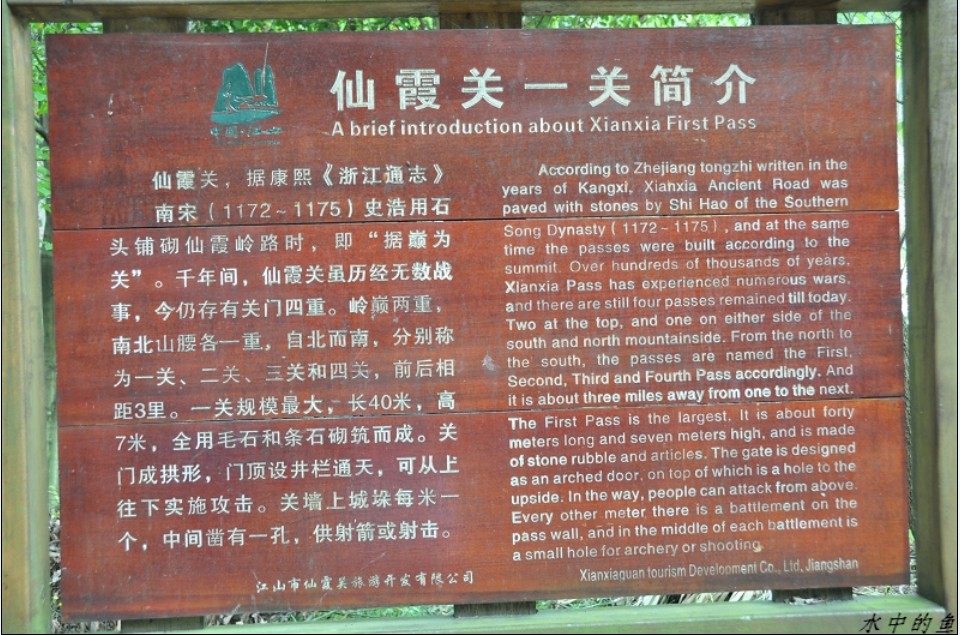 仙霞关一关简介
A brief introduction about Xianxia First Pass
中国·江山
仙霞关，据康熙《浙江通志》
南宋（1172~1175）史浩用石
头铺砌仙霞岭路时，即“据巅为
关”。千年间，仙霞关虽历经无数战
事，今仍存有关门四重。岭巅两重，
南北山腰各一重，自北而南，分别称
为一关、二关、三关和四关，前后相
距3里。一关规模最大，长40米，高
7米，全用毛石和条石砌筑而成。关
门成拱形，门顶设井栏通天，可从上
往下实施攻击。关墙上城垛每米一
个，中间凿有一孔，供射箭或射击。
江山市仙霞关旅游开发有限公司
According to Zhejiang tongzhi written in the
years of Kangxi, Xianxia Ancient Road was
paved with stones by Shi Hao of the Southern
Song Dynasty (1172~1175), and at the same
time the passes were built according to the
summit. Over hundreds of thousands of years,
Xianxia Pass has experienced numerous wars,
and there are still four passes remained till today.
Two at the top, and one on either side of the
south and north mountainside. From the north to
the south, the passes are named the First,
Second, Third and Fourth Pass accordingly. And
it is about three miles away from one to the next.
The First Pass is the largest. It is about forty
meters long and seven meters high, and is made
of stone rubble and articles. The gate is designed
as an arched door, on top of which is a hole to the
upside. In the way, people can attack from above.
Every other meter there is a battlement on the
pass wall, and in the middle of each battlement is
a small hole for archery or shooting.
Xianxiaguan tourism Development Co., Ltd, Jiangshan
水中的鱼